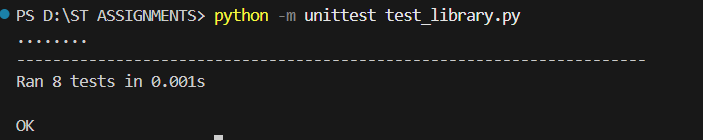 PS D:\ST ASSIGNMENTS> python -m unittest test_library.py
........
----------------------------------------------------------------------
Ran 8 tests in 0.001s
OK